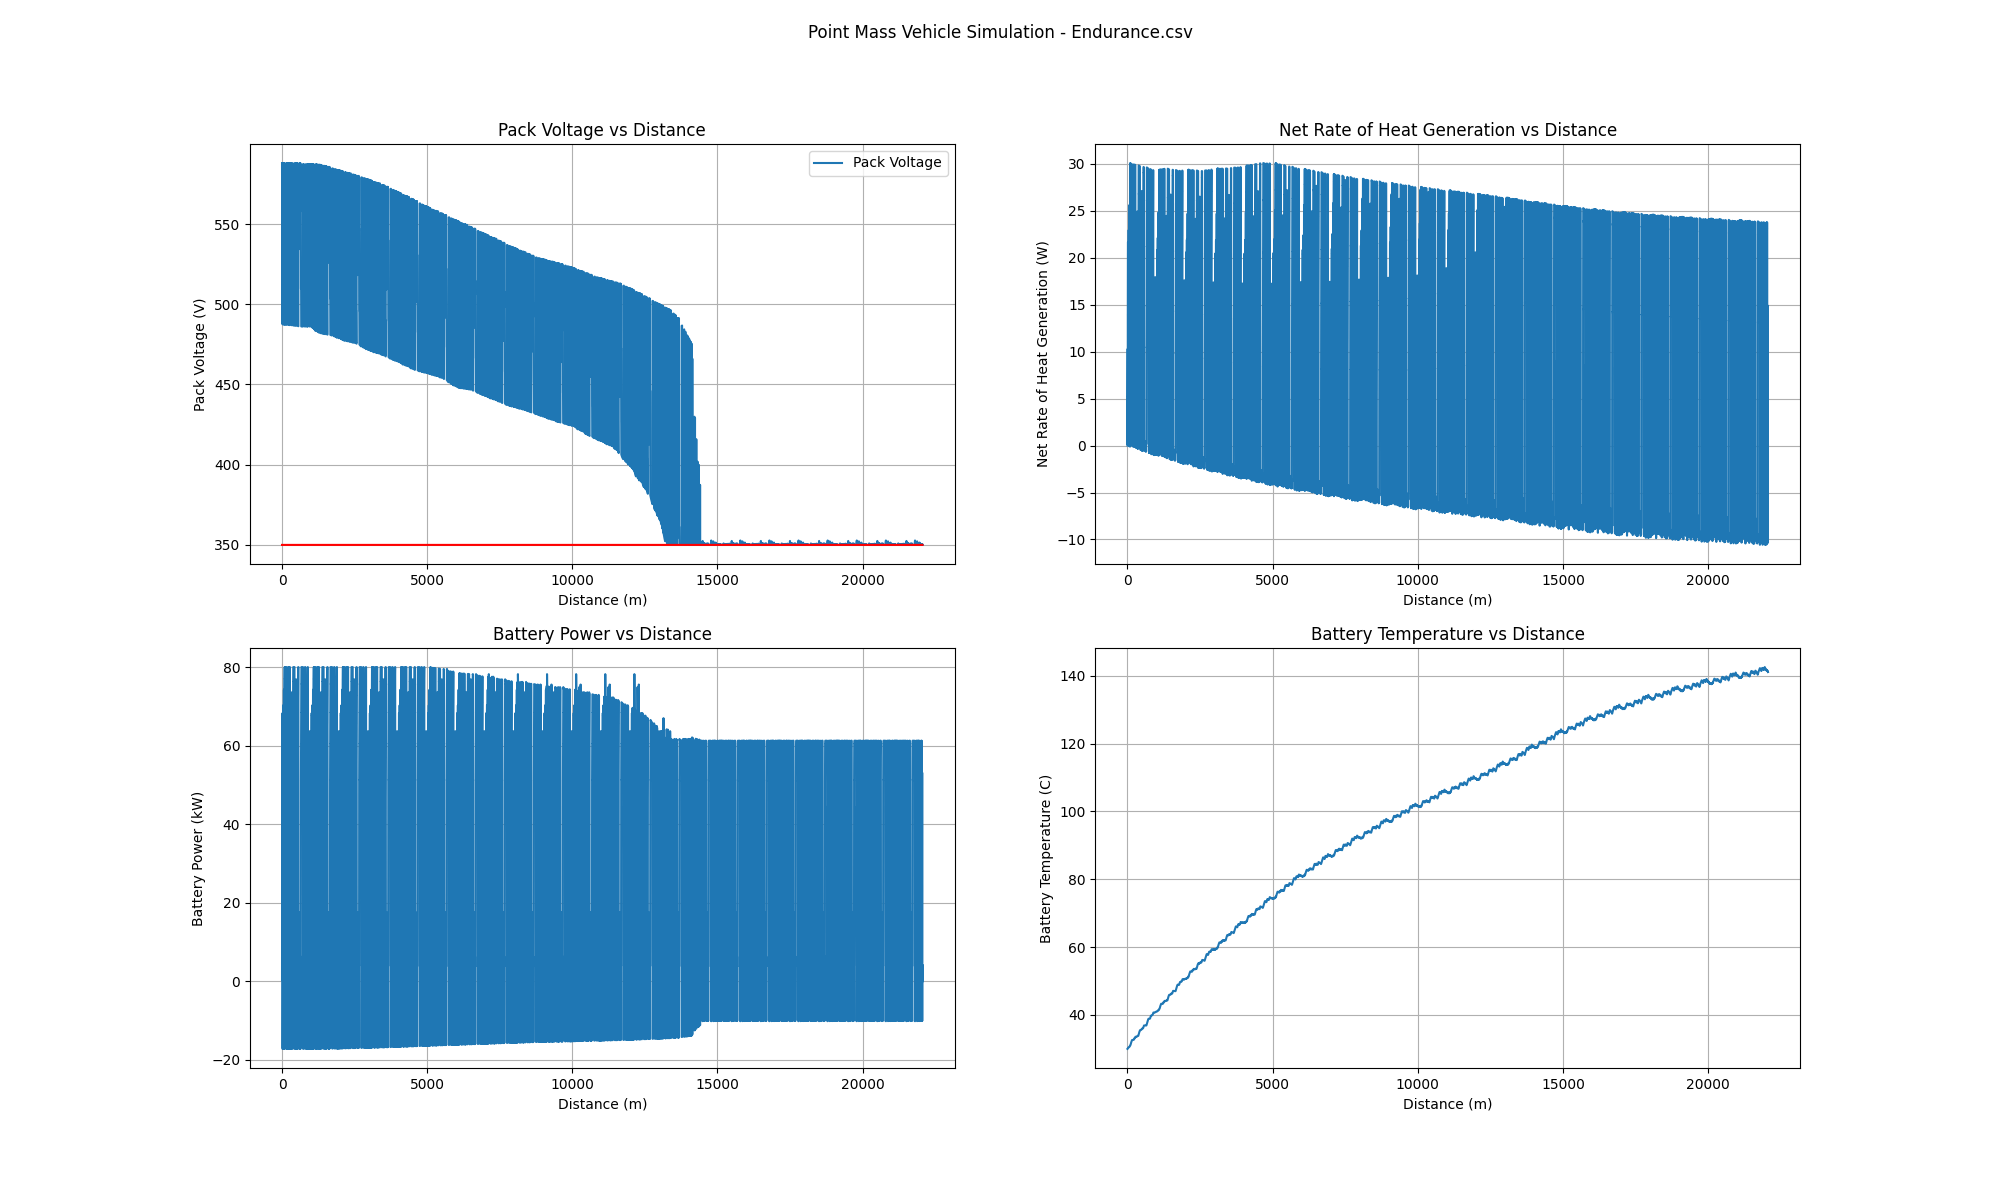 Point Mass Vehicle Simulation - Endurance.csv
Pack Voltage vs Distance
Pack Voltage
Pack Voltage (V)
550
500
450
400
350
0 5000 10000 15000 20000
Distance (m)
Net Rate of Heat Generation vs Distance
Net Rate of Heat Generation (W)
30
25
20
15
10
5
0
−5
−10
0 5000 10000 15000 20000
Distance (m)
Battery Power vs Distance
Battery Power (kW)
80
60
40
20
0
−20
0 5000 10000 15000 20000
Distance (m)
Battery Temperature vs Distance
Battery Temperature (C)
140
120
100
80
60
40
0 5000 10000 15000 20000
Distance (m)